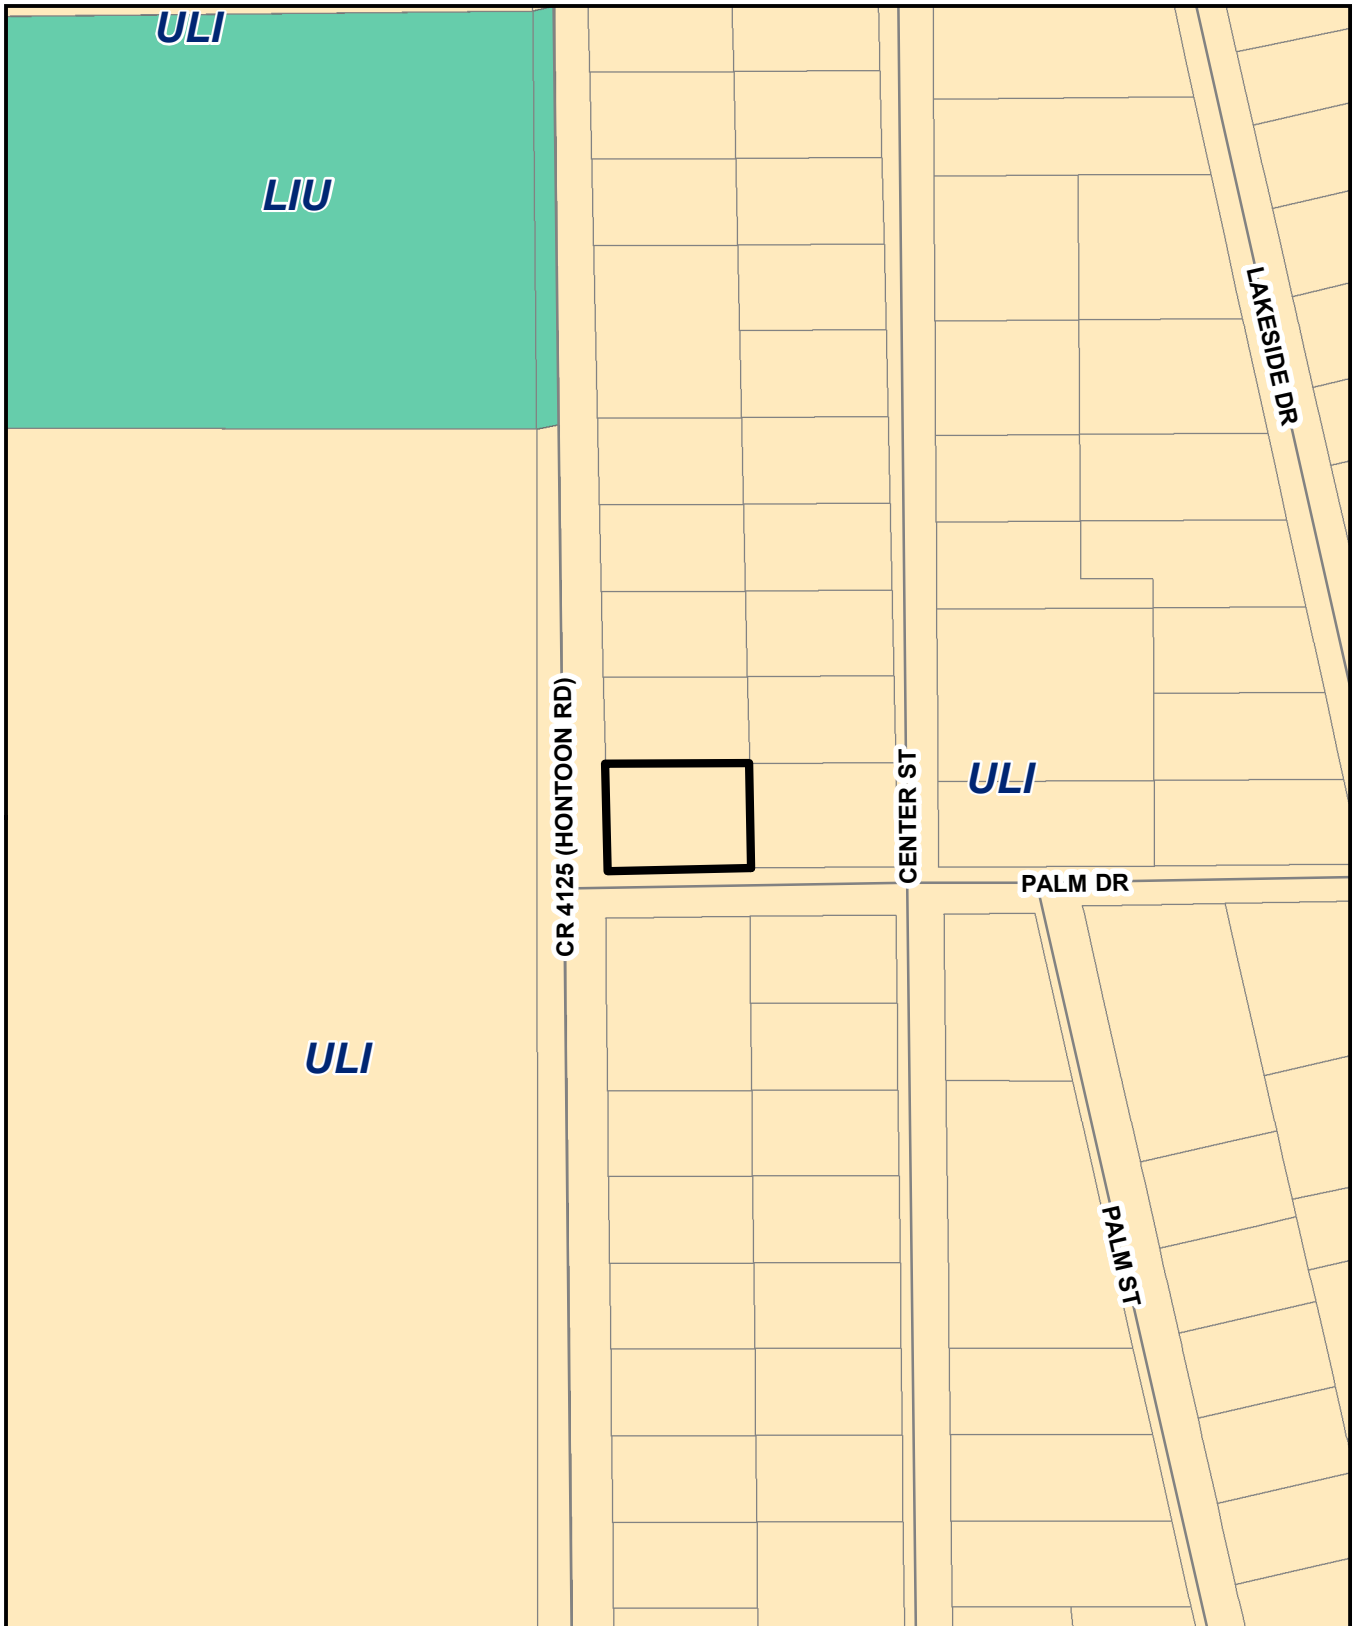 ULI
LIU
LAKESIDE DR
CR 4125 (HONTOON RD)
CENTER ST
ULI
PALM DR
ULI
PALM ST